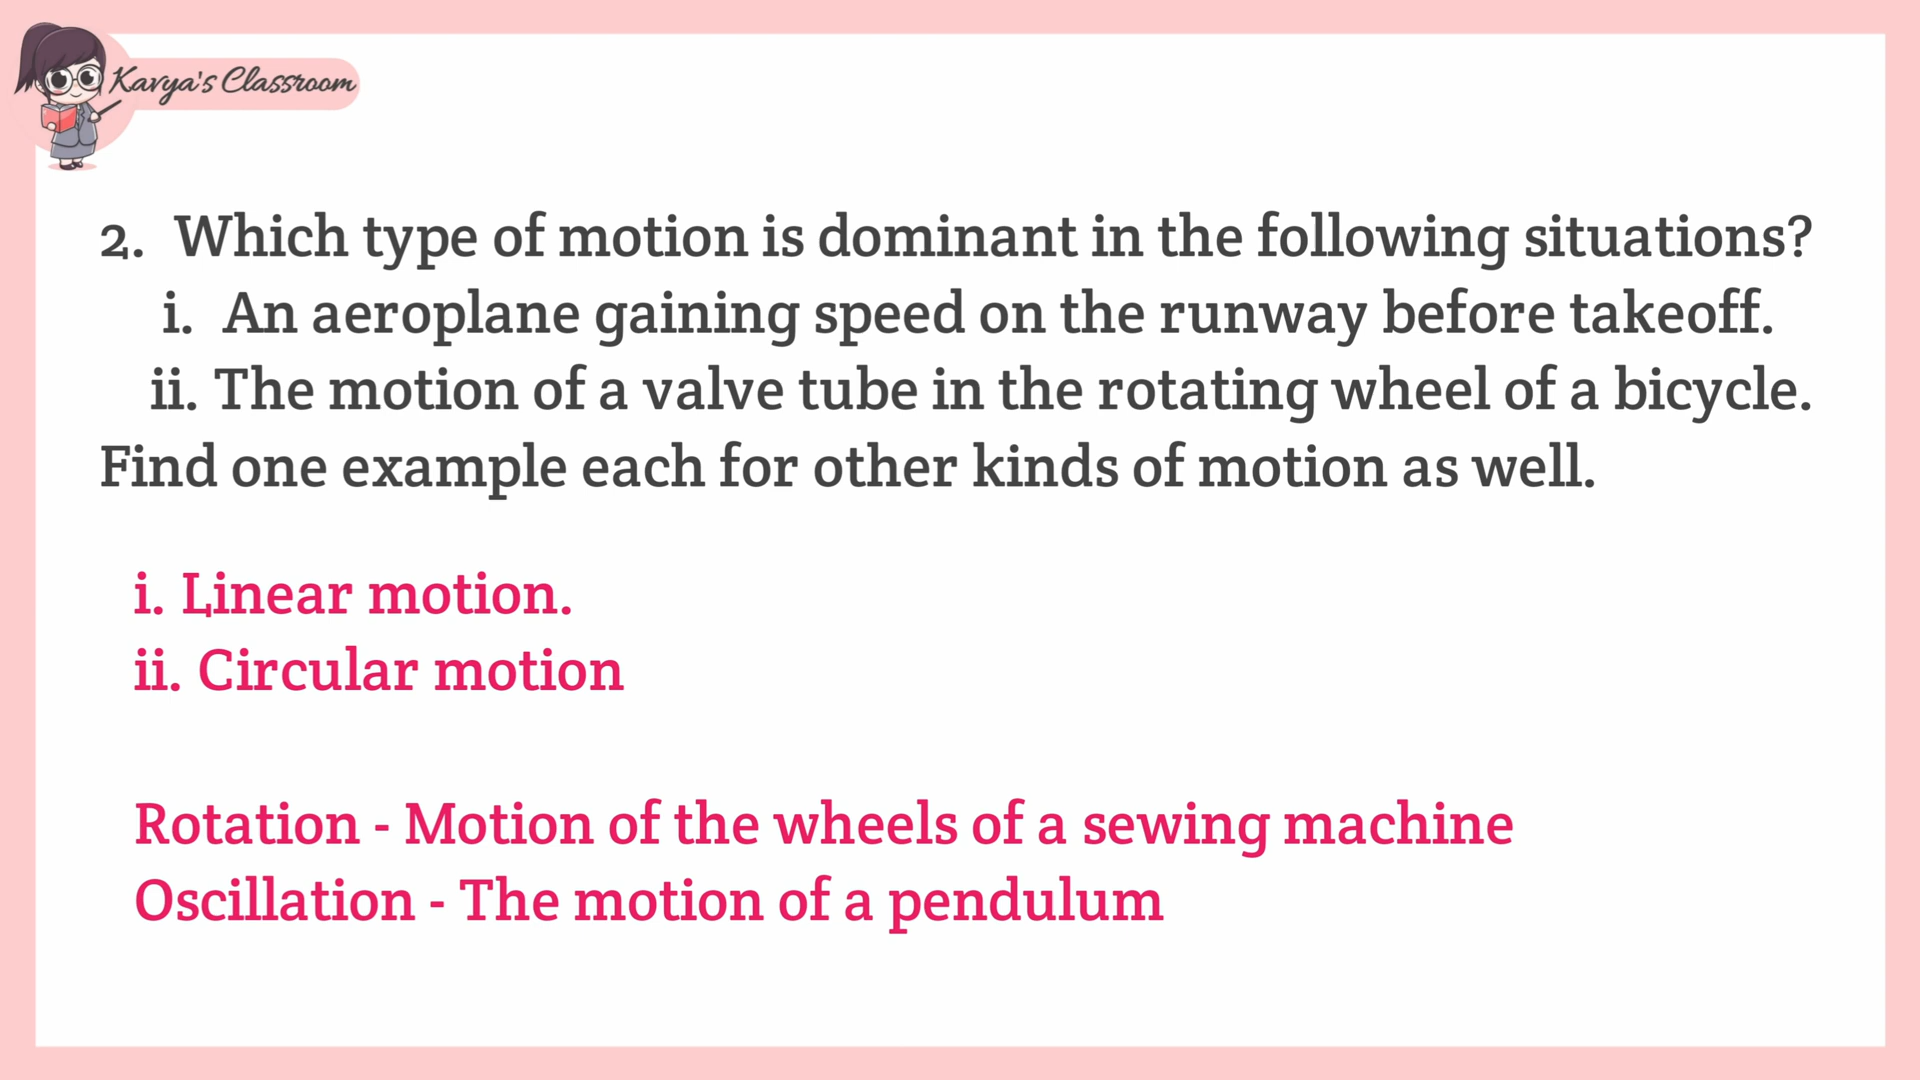 Kavya's Classroom
2. Which type of motion is dominant in the following situations?
i. An aeroplane gaining speed on the runway before takeoff.
ii. The motion of a valve tube in the rotating wheel of a bicycle.
Find one example each for other kinds of motion as well.
i. Linear motion.
ii. Circular motion
Rotation - Motion of the wheels of a sewing machine
Oscillation - The motion of a pendulum